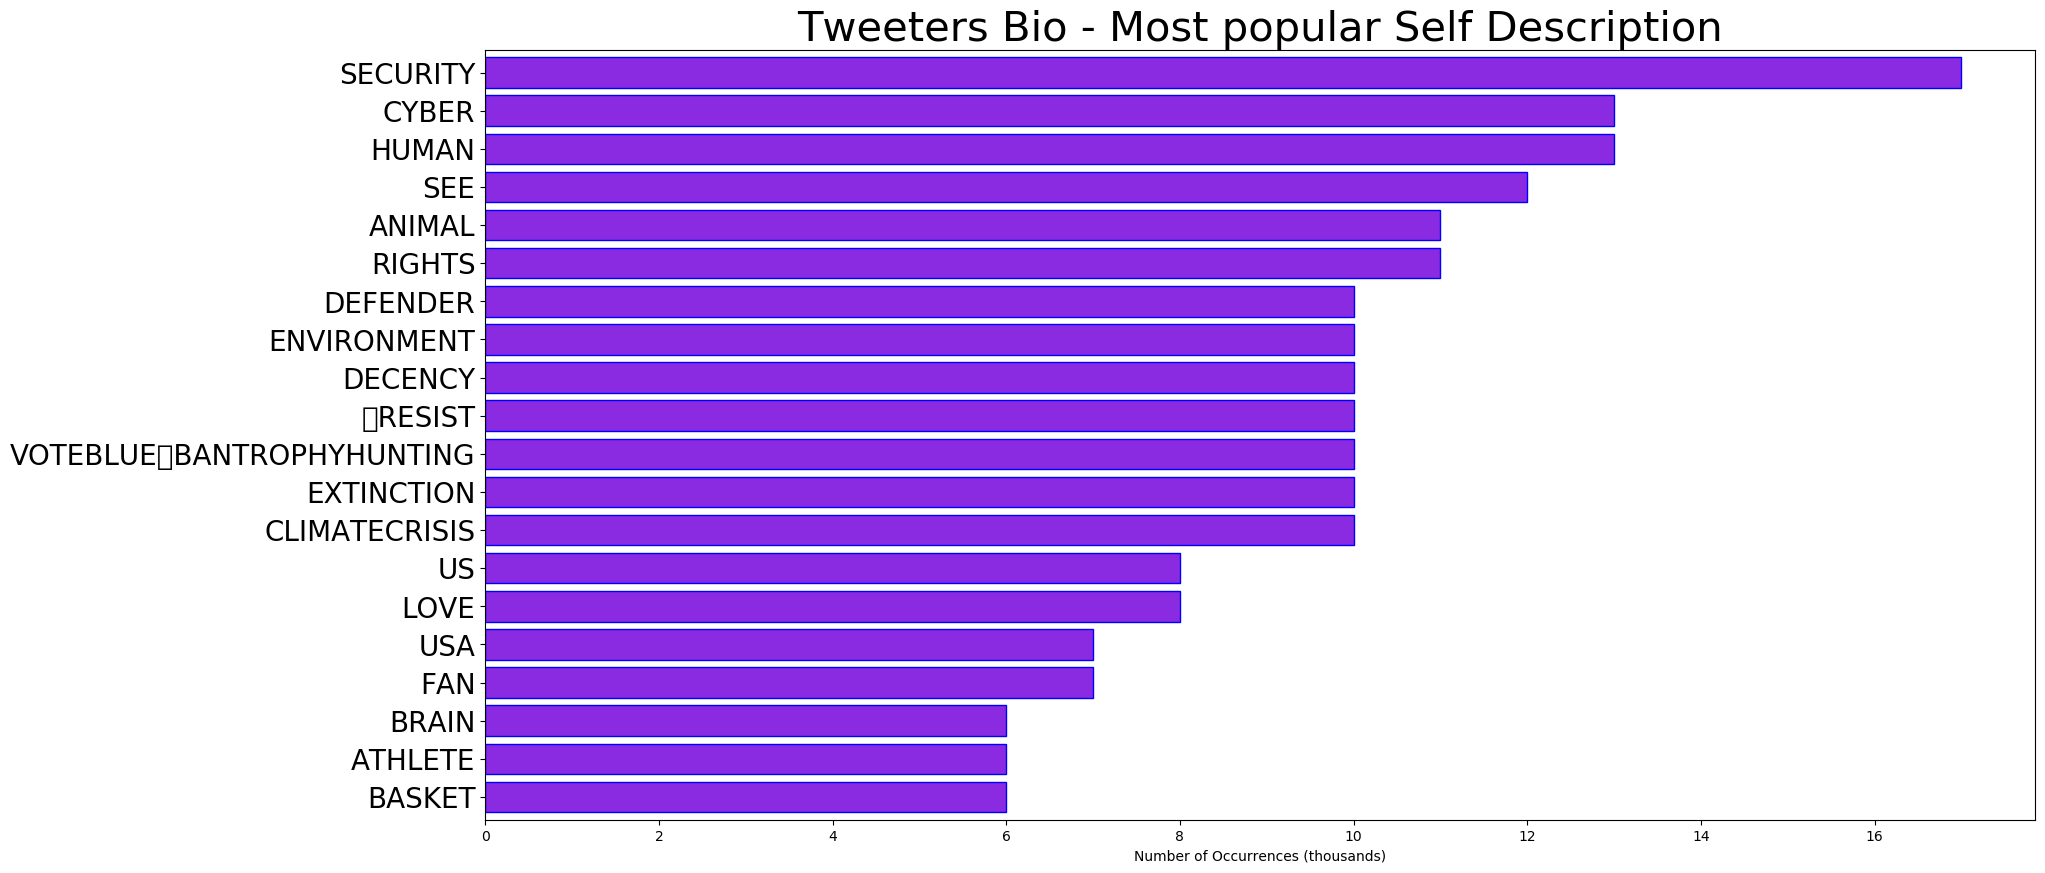 Tweeters Bio - Most popular Self Description
SECURITY
CYBER
HUMAN
SEE
ANIMAL
RIGHTS
DEFENDER
ENVIRONMENT
DECENCY
▯RESIST
VOTEBLUE▯BANTROPHYHUNTING
EXTINCTION
CLIMATECRISIS
US
LOVE
USA
FAN
BRAIN
ATHLETE
BASKET
0 2 4 6 8 10 12 14 16
Number of Occurrences (thousands)